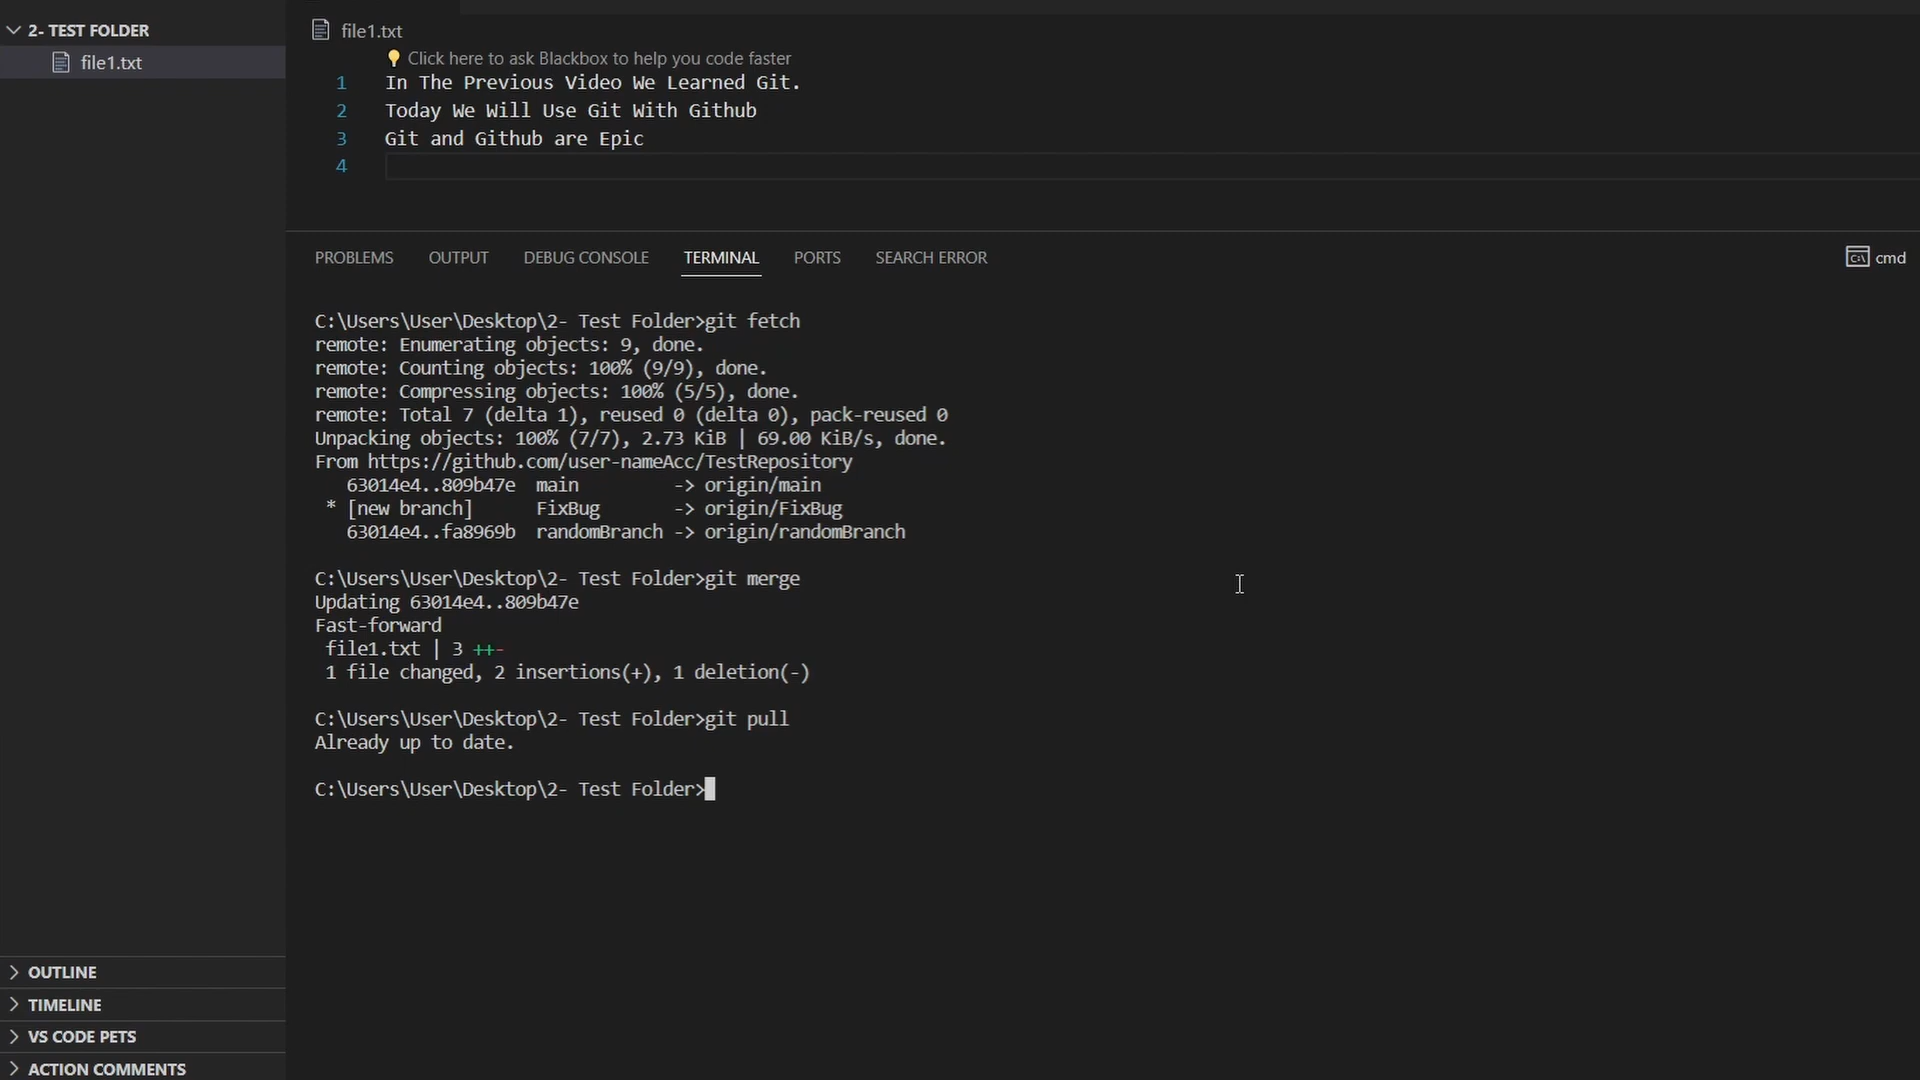 2- TEST FOLDER
file1.txt
file1.txt
Click here to ask Blackbox to help you code faster
1 In The Previous Video We Learned Git.
2 Today We Will Use Git With Github
3 Git and Github are Epic
4
PROBLEMS OUTPUT DEBUG CONSOLE TERMINAL PORTS SEARCH ERROR
cmd
C:\Users\User\Desktop\2- Test Folder>git fetch
remote: Enumerating objects: 9, done.
remote: Counting objects: 100% (9/9), done.
remote: Compressing objects: 100% (5/5), done.
remote: Total 7 (delta 1), reused 0 (delta 0), pack-reused 0
Unpacking objects: 100% (7/7), 2.73 KiB | 69.00 KiB/s, done.
From https://github.com/user-nameAcc/TestRepository
63014e4..809b47e main -> origin/main
* [new branch] FixBug -> origin/FixBug
63014e4..fa8969b randomBranch -> origin/randomBranch
C:\Users\User\Desktop\2- Test Folder>git merge
Updating 63014e4..809b47e
Fast-forward
file1.txt | 3 ++-
1 file changed, 2 insertions(+), 1 deletion(-)
C:\Users\User\Desktop\2- Test Folder>git pull
Already up to date.
C:\Users\User\Desktop\2- Test Folder>
OUTLINE
TIMELINE
VS CODE PETS
ACTION COMMENTS